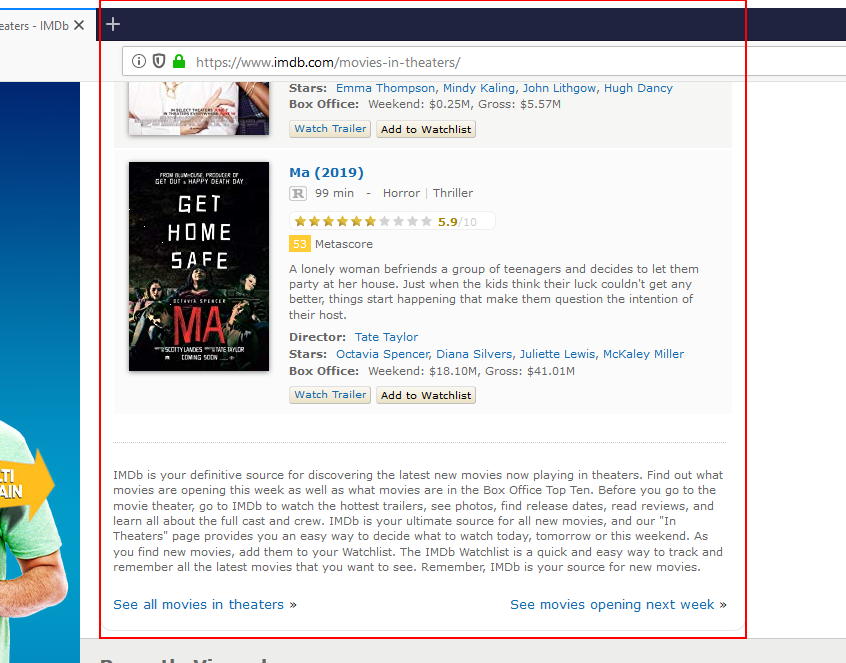 eaters - IMDb
https://www.imdb.com/movies-in-theaters/
IN SELECT THEATERS JUNE 7
IN THEATERS EVERYWHERE JUNE 14
Stars: Emma Thompson, Mindy Kaling, John Lithgow, Hugh Dancy
Box Office: Weekend: $0.25M, Gross: $5.57M
Watch Trailer Add to Watchlist
FROM BLUMHOUSE, PRODUCER OF
GET OUT & HAPPY DEATH DAY
GET
HOME
SAFE
OCTAVIA SPENCER
MA
SCOTTY LANDES TATE TAYLOR
COMING SOON
Ma (2019)
R 99 min - Horror | Thriller
5.9/10
53 Metascore
A lonely woman befriends a group of teenagers and decides to let them
party at her house. Just when the kids think their luck couldn't get any
better, things start happening that make them question the intention of
their host.
Director: Tate Taylor
Stars: Octavia Spencer, Diana Silvers, Juliette Lewis, McKaley Miller
Box Office: Weekend: $18.10M, Gross: $41.01M
Watch Trailer Add to Watchlist
LTI
AIN
IMDb is your definitive source for discovering the latest new movies now playing in theaters. Find out what
movies are opening this week as well as what movies are in the Box Office Top Ten. Before you go to the
movie theater, go to IMDb to watch the hottest trailers, see photos, find release dates, read reviews, and
learn all about the full cast and crew. IMDb is your ultimate source for all new movies, and our "In
Theaters" page provides you an easy way to decide what to watch today, tomorrow or this weekend. As
you find new movies, add them to your Watchlist. The IMDb Watchlist is a quick and easy way to track and
remember all the latest movies that you want to see. Remember, IMDb is your source for new movies.
See all movies in theaters »
See movies opening next week »